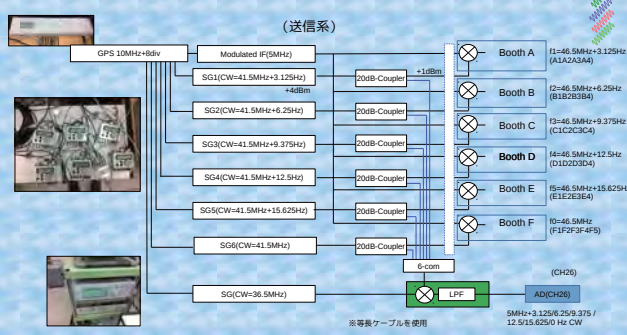 (送信系)
GPS 10MHz+8div
Modulated IF(5MHz)
Booth A
f1=46.5MHz+3.125Hz
(A1A2A3A4)
SG1(CW=41.5MHz+3.125Hz)
+4dBm
20dB-Coupler
+1dBm
Booth B
f2=46.5MHz+6.25Hz
(B1B2B3B4)
SG2(CW=41.5MHz+6.25Hz)
20dB-Coupler
Booth C
f3=46.5MHz+9.375Hz
(C1C2C3C4)
SG3(CW=41.5MHz+9.375Hz)
20dB-Coupler
Booth D
f4=46.5MHz+12.5Hz
(D1D2D3D4)
SG4(CW=41.5MHz+12.5Hz)
20dB-Coupler
Booth E
f5=46.5MHz+15.625Hz
(E1E2E3E4)
SG5(CW=41.5MHz+15.625Hz)
20dB-Coupler
Booth F
f0=46.5MHz
(F1F2F3F4F5)
SG6(CW=41.5MHz)
20dB-Coupler
6-com
(CH26)
SG(CW=36.5MHz)
LPF
AD(CH26)
※等長ケーブルを使用
5MHz+3.125/6.25/9.375 /
12.5/15.625/0 Hz CW